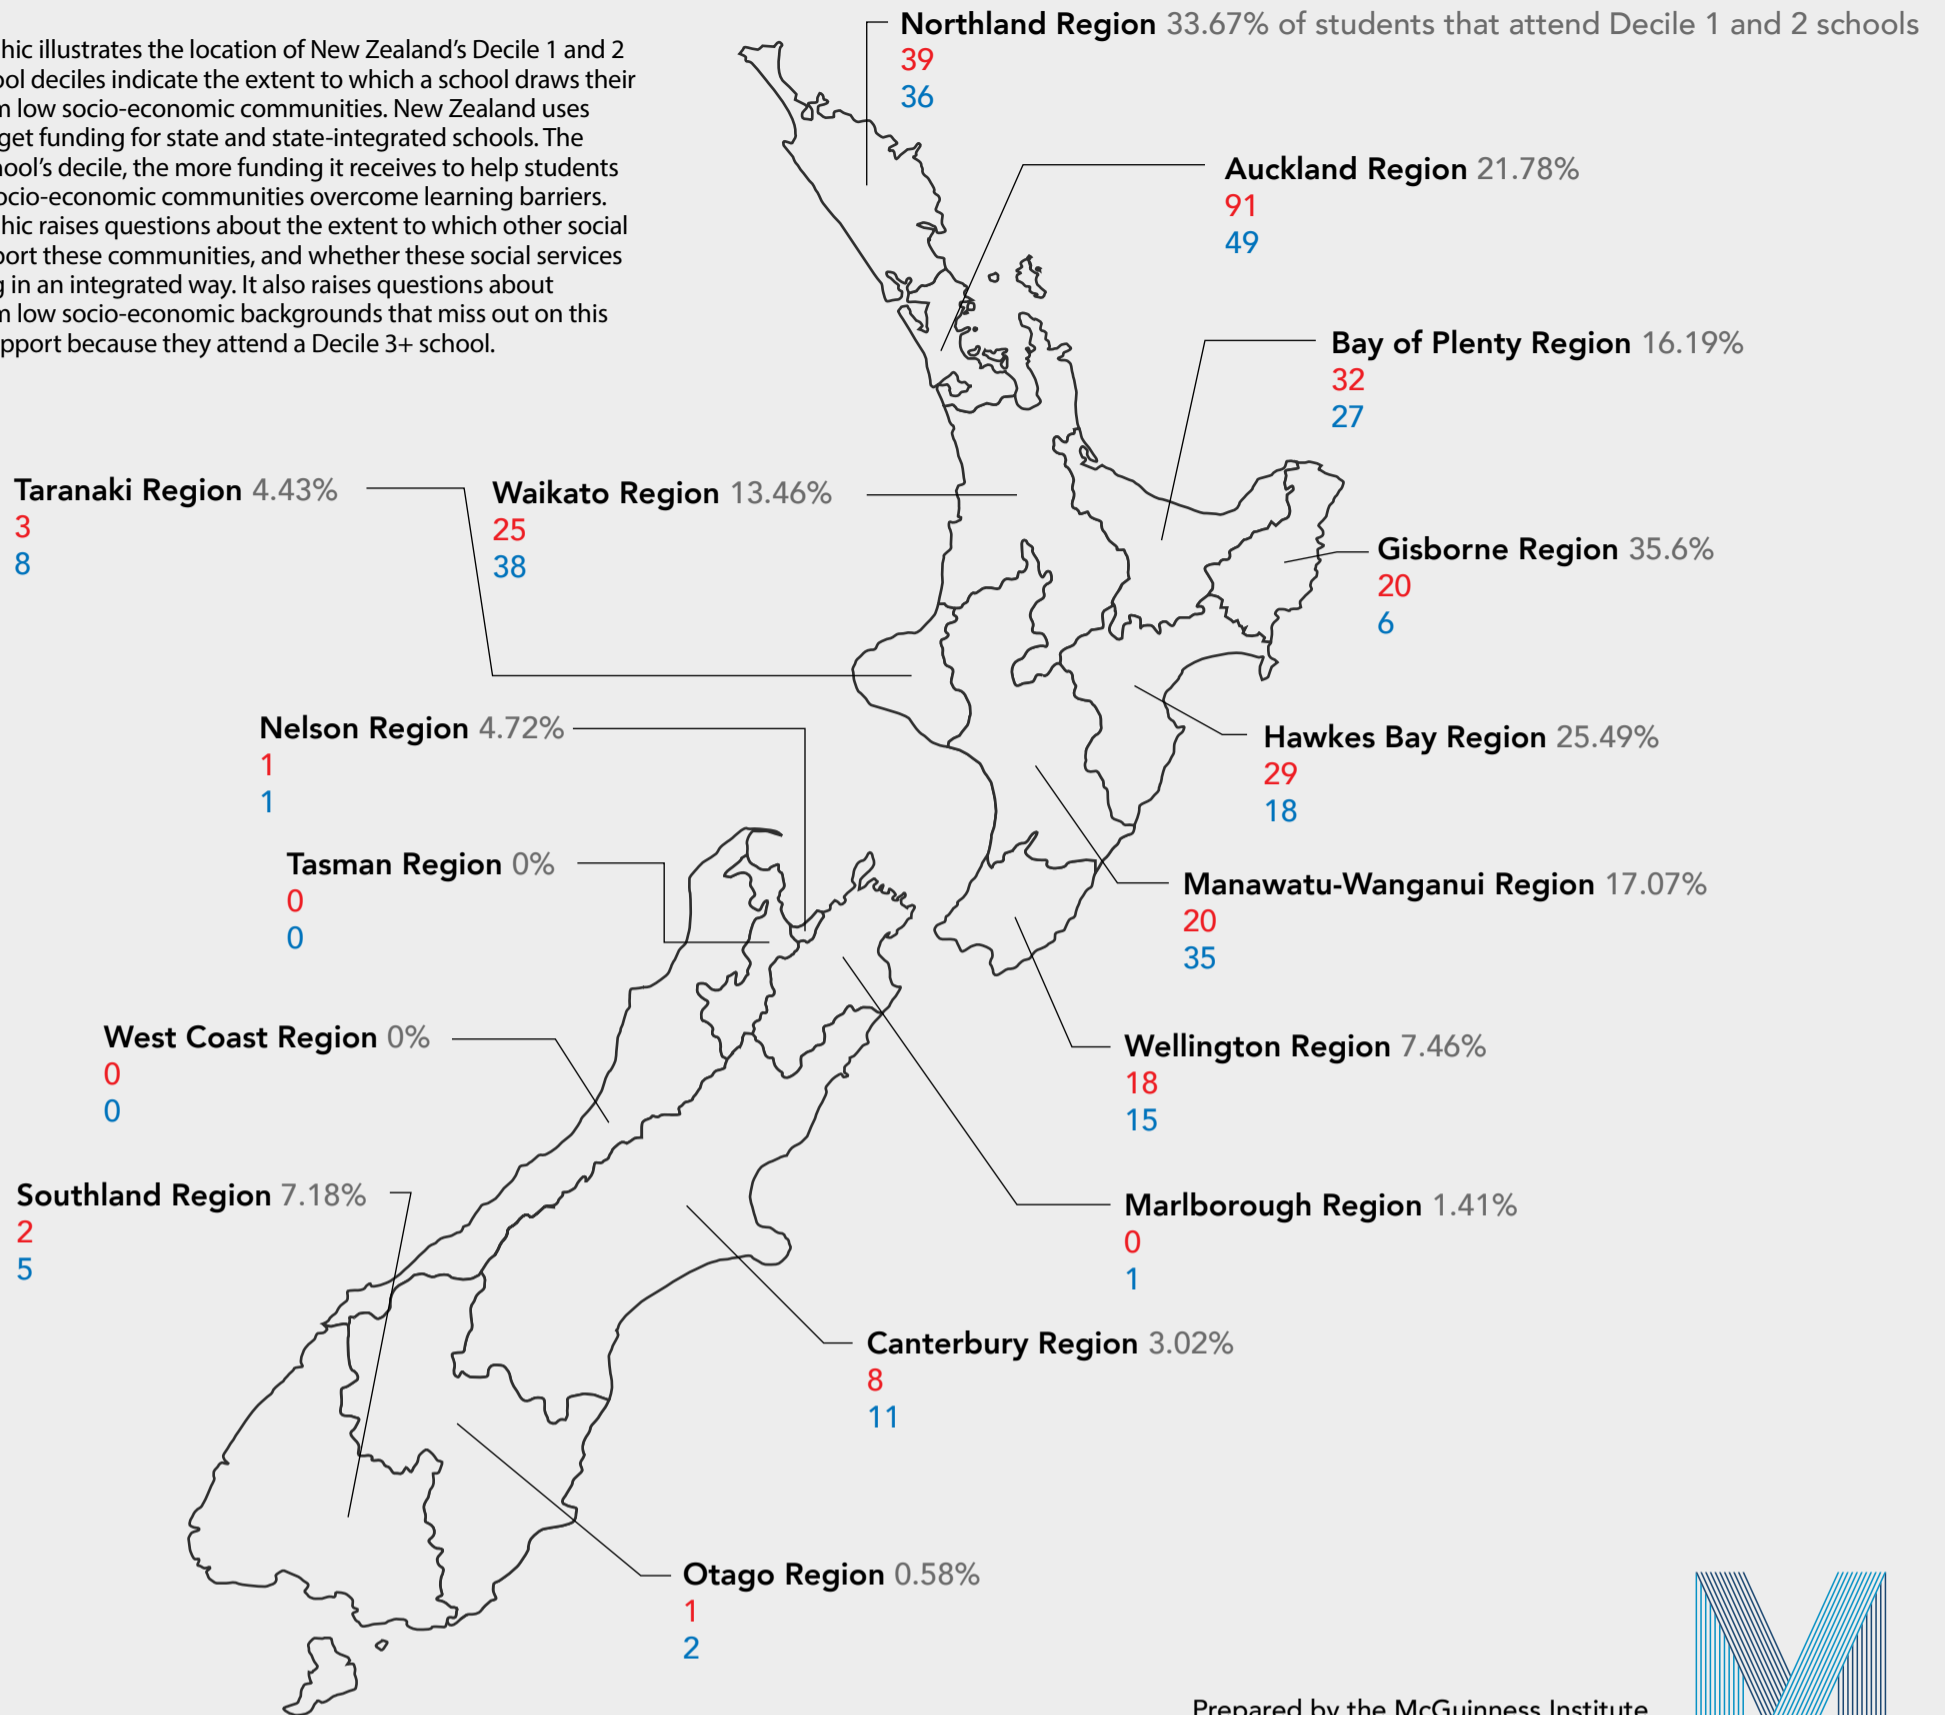 hic illustrates the location of New Zealand's Decile 1 and 2
ool deciles indicate the extent to which a school draws their
m low socio-economic communities. New Zealand uses
get funding for state and state-integrated schools. The
hool's decile, the more funding it receives to help students
ocio-economic communities overcome learning barriers.
hic raises questions about the extent to which other social
port these communities, and whether these social services
g in an integrated way. It also raises questions about
m low socio-economic backgrounds that miss out on this
pport because they attend a Decile 3+ school.
Northland Region 33.67% of students that attend Decile 1 and 2 schools
39
36
Auckland Region 21.78%
91
49
Bay of Plenty Region 16.19%
32
27
Taranaki Region 4.43%
3
8
Waikato Region 13.46%
25
38
Gisborne Region 35.6%
20
6
Nelson Region 4.72%
1
1
Hawkes Bay Region 25.49%
29
18
Tasman Region 0%
0
0
Manawatu-Wanganui Region 17.07%
20
35
West Coast Region 0%
0
0
Wellington Region 7.46%
18
15
Southland Region 7.18%
2
5
Marlborough Region 1.41%
0
1
Canterbury Region 3.02%
8
11
Otago Region 0.58%
1
2
Prepared by the McGuinness Institute